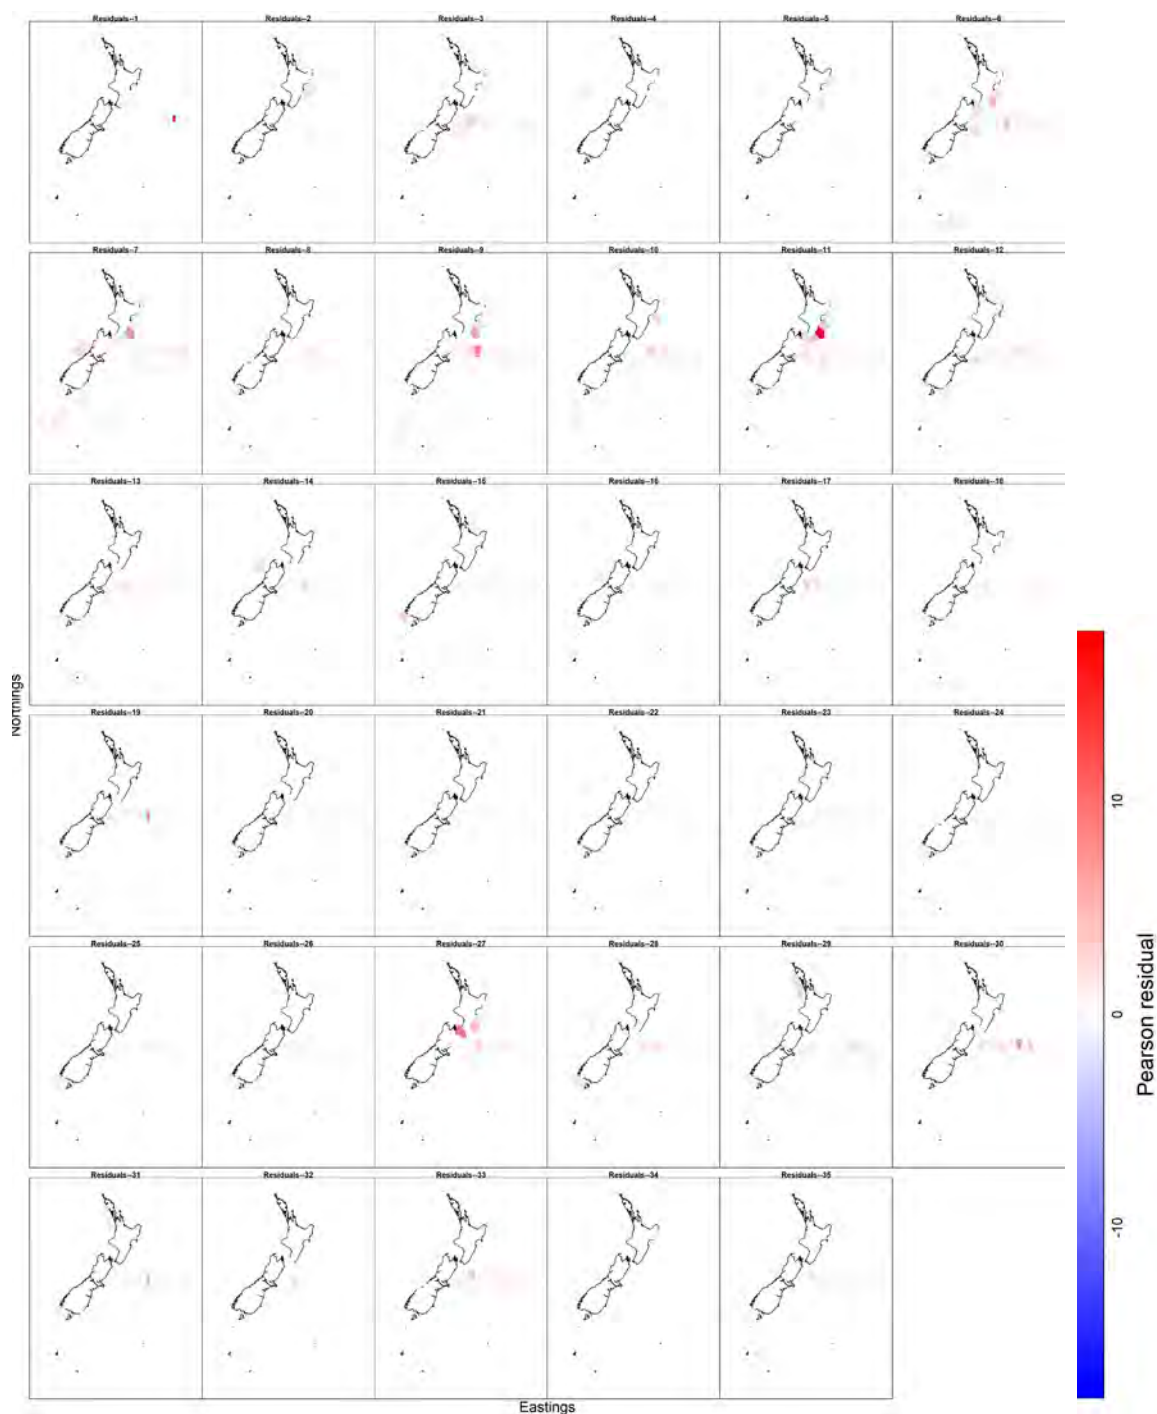 Residuals--1 Residuals--2 Residuals--3 Residuals--4 Residuals--5 Residuals--6
Residuals--7 Residuals--8 Residuals--9 Residuals--10 Residuals--11 Residuals--12
Residuals--13 Residuals--14 Residuals--15 Residuals--16 Residuals--17 Residuals--18
Residuals--19 Residuals--20 Residuals--21 Residuals--22 Residuals--23 Residuals--24
Residuals--25 Residuals--26 Residuals--27 Residuals--28 Residuals--29 Residuals--30
Residuals--31 Residuals--32 Residuals--33 Residuals--34 Residuals--35
Northings
Eastings
10
0
-10
Pearson residual